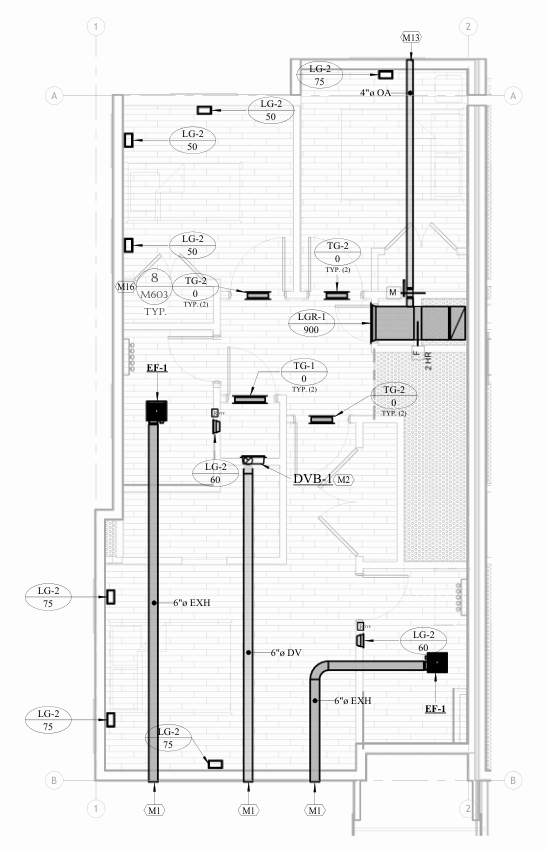 1
2
M13
LG-2
75
A
4"ø OA
A
LG-2
50
LG-2
50
LG-2
50
TG-2
0
TYP. (2)
8
M603
TYP.
M16
TG-2
0
TYP. (2)
M
LGR-1
900
F
2 HR
EF-1
TG-1
0
TYP. (2)
TG-2
0
TYP. (2)
LG-2
60
DVB-1
M2
LG-2
75
6"ø EXH
LG-2
60
6"ø DV
6"ø EXH
EF-1
LG-2
75
LG-2
75
B
B
1
M1
M1
M1
2